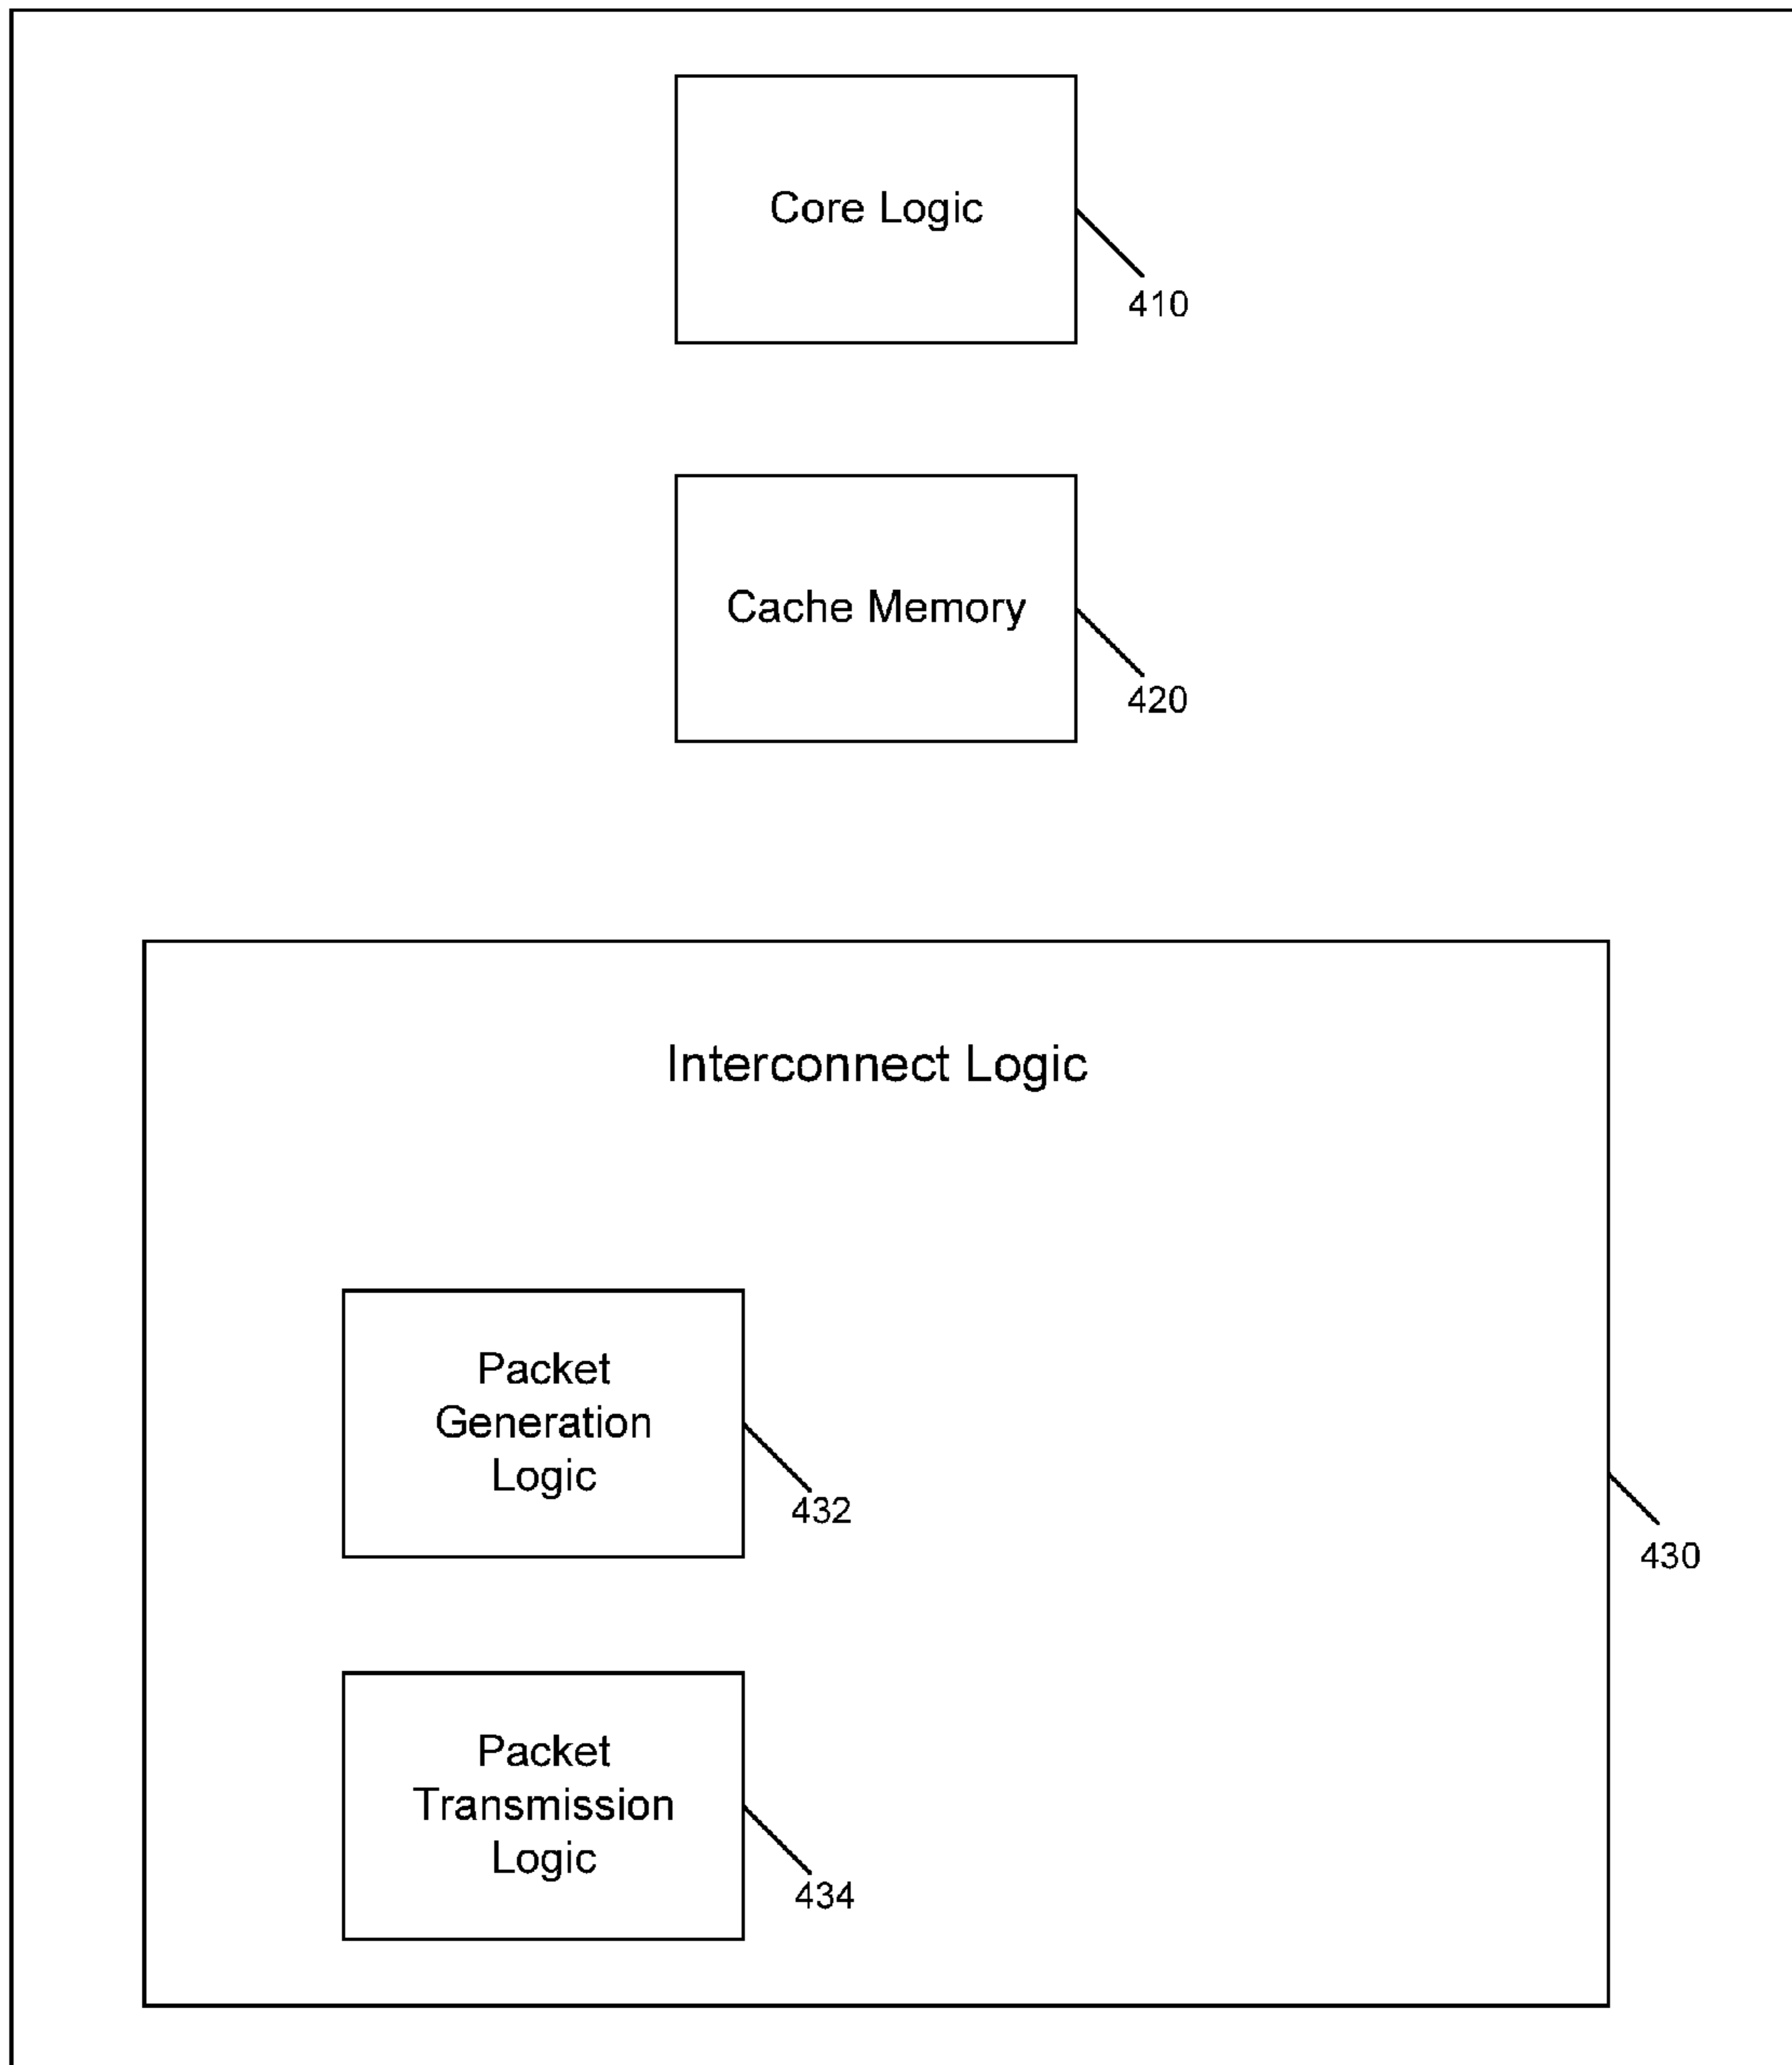 Core Logic
410
Cache Memory
420
Interconnect Logic
Packet
Generation
Logic
432
430
Packet
Transmission
Logic
434